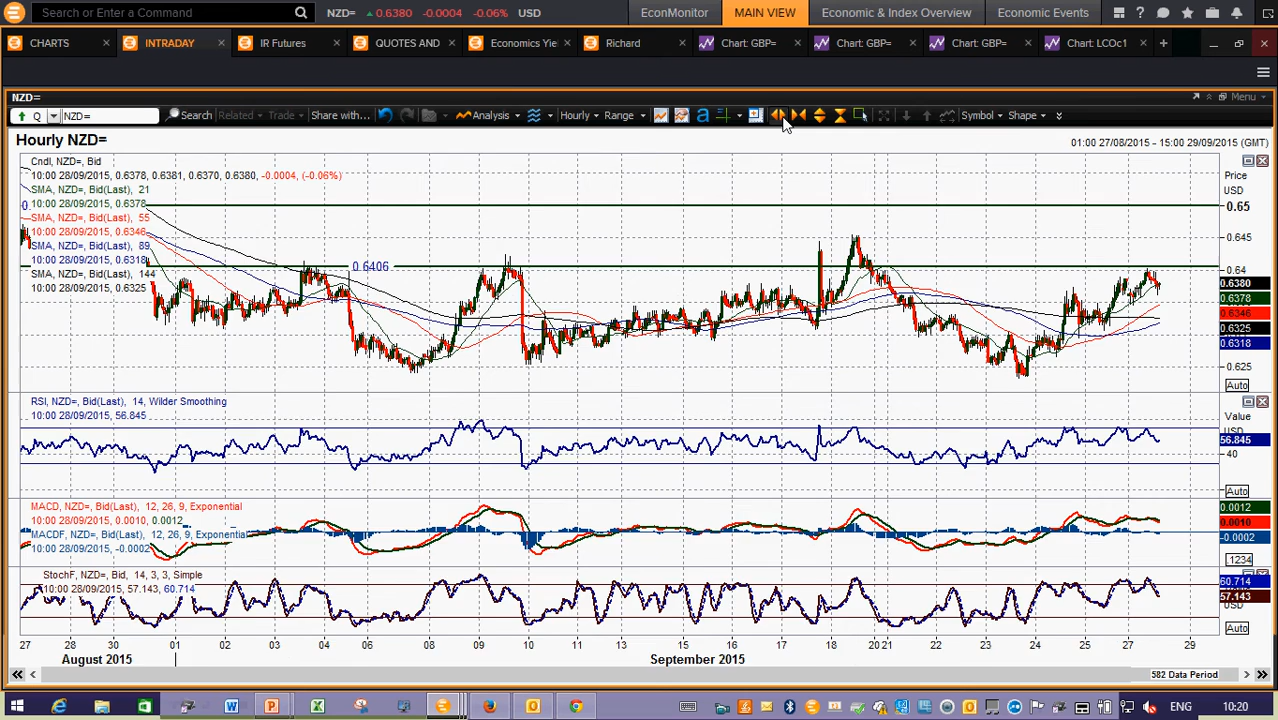 Search or Enter a Command
NZD= 0.6380 -0.0004 -0.06% USD
EconMonitor
MAIN VIEW
Economic & Index Overview
Economic Events
CHARTS
INTRADAY
IR Futures
QUOTES AND
Economics Yie
Richard
Chart: GBP=
Chart: GBP=
Chart: GBP=
Chart: LCOc1
NZD=
Menu
Q NZD= Search Related Trade Share with... Analysis Hourly Range a Symbol Shape
Hourly NZD=
01:00 27/08/2015 - 15:00 29/09/2015 (GMT)
Cndl, NZD=, Bid
10:00 28/09/2015, 0.6378, 0.6381, 0.6370, 0.6380, -0.0004, (-0.06%)
SMA, NZD=, Bid(Last), 21
10:00 28/09/2015, 0.6378
SMA, NZD=, Bid(Last), 55
10:00 28/09/2015, 0.6346
SMA, NZD=, Bid(Last), 89
10:00 28/09/2015, 0.6318
SMA, NZD=, Bid(Last), 144
10:00 28/09/2015, 0.6325
0.6406
Price
USD
0.65
0.645
0.64
0.6380
0.6378
0.6346
0.6325
0.6318
0.625
Auto
RSI, NZD=, Bid(Last), 14, Wilder Smoothing
10:00 28/09/2015, 56.845
Value
USD
56.845
40
Auto
MACD, NZD=, Bid(Last), 12, 26, 9, Exponential
10:00 28/09/2015, 0.0010, 0.0012
MACDF, NZD=, Bid(Last), 12, 26, 9, Exponential
10:00 28/09/2015, -0.0002
0.0012
0.0010
-0.0002
.1234
StochF, NZD=, Bid, 14, 3, 3, Simple
10:00 28/09/2015, 57.143, 60.714
60.714
57.143
USD
Auto
27 28 30 31 01 02 03 04 06 08 09 10 11 13 14 15 16 17 18 20 21 22 23 24 25 27 29
August 2015
September 2015
582 Data Period
ENG
10:20